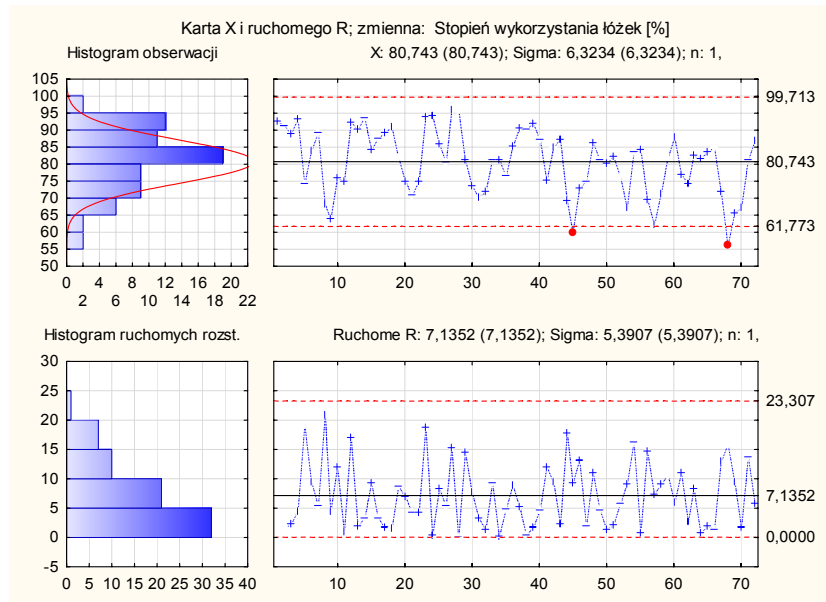 Karta X i ruchomego R; zmienna: Stopień wykorzystania łóżek [%]
Histogram obserwacji
X: 80,743 (80,743); Sigma: 6,3234 (6,3234); n: 1,
105
100
95
90
85
80
75
70
65
60
55
50
0 4 8 12 16 20
2 6 10 14 18 22
99,713
80,743
61,773
10 20 30 40 50 60 70
Histogram ruchomych rozst.
Ruchome R: 7,1352 (7,1352); Sigma: 5,3907 (5,3907); n: 1,
30
25
20
15
10
5
0
-5
0 5 10 15 20 25 30 35 40
23,307
7,1352
0,0000
10 20 30 40 50 60 70